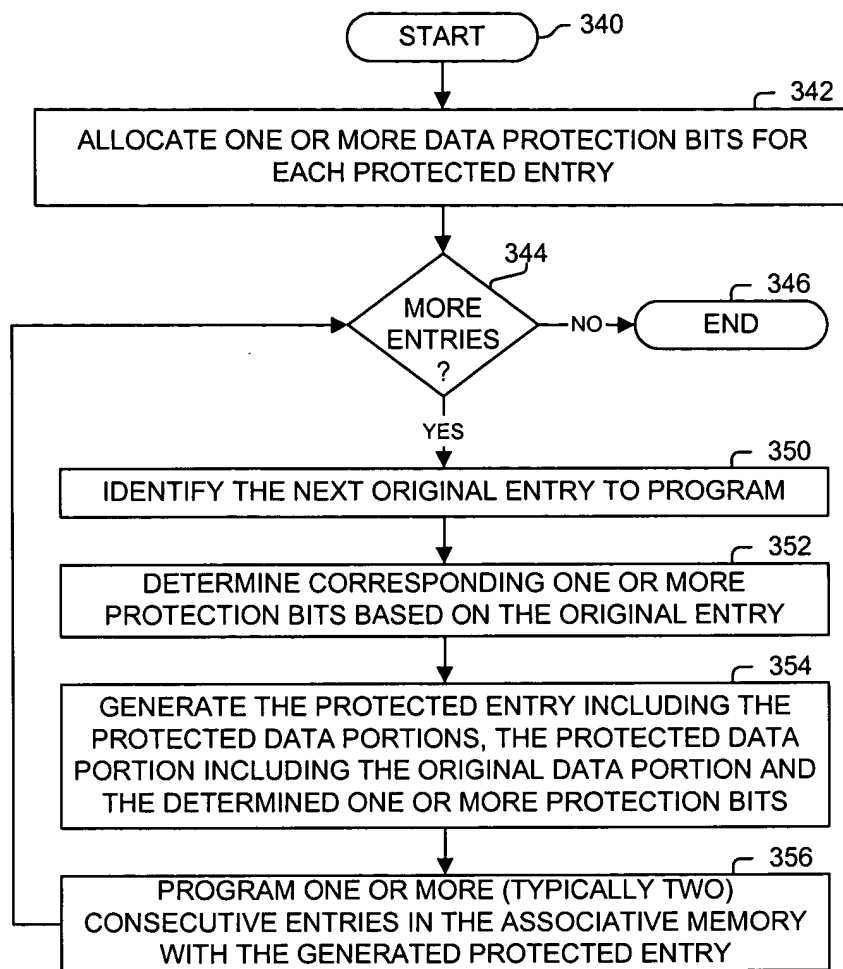 START
340
342
ALLOCATE ONE OR MORE DATA PROTECTION BITS FOR
EACH PROTECTED ENTRY
344
346
MORE
ENTRIES
?
NO
END
YES
350
IDENTIFY THE NEXT ORIGINAL ENTRY TO PROGRAM
352
DETERMINE CORRESPONDING ONE OR MORE
PROTECTION BITS BASED ON THE ORIGINAL ENTRY
354
GENERATE THE PROTECTED ENTRY INCLUDING THE
PROTECTED DATA PORTIONS, THE PROTECTED DATA
PORTION INCLUDING THE ORIGINAL DATA PORTION AND
THE DETERMINED ONE OR MORE PROTECTION BITS
356
PROGRAM ONE OR MORE (TYPICALLY TWO)
CONSECUTIVE ENTRIES IN THE ASSOCIATIVE MEMORY
WITH THE GENERATED PROTECTED ENTRY